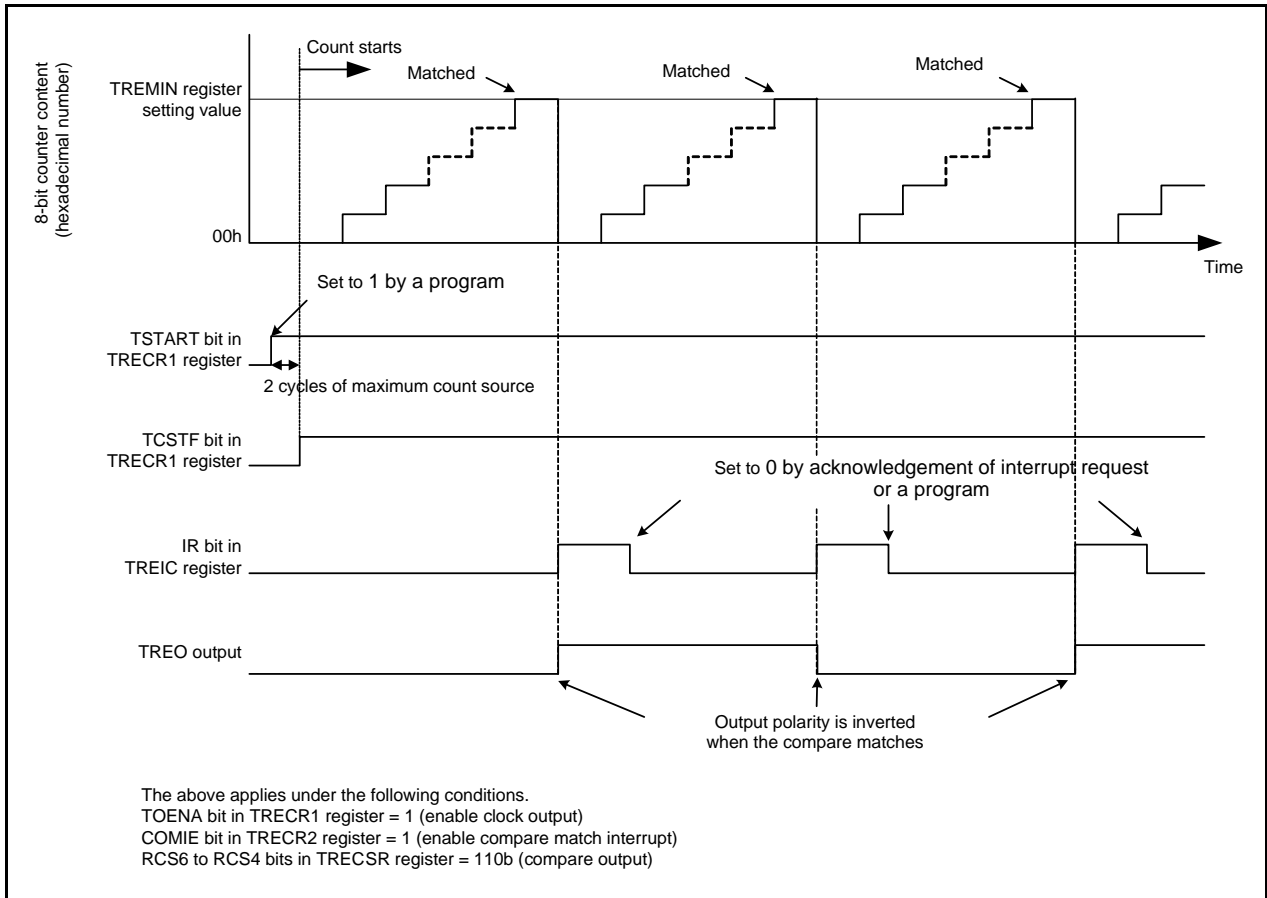 8-bit counter content
(hexadecimal number)
Count starts
Matched
Matched
Matched
TREMIN register
setting value
00h
Time
Set to 1 by a program
TSTART bit in
TRECR1 register
2 cycles of maximum count source
TCSTF bit in
TRECR1 register
Set to 0 by acknowledgement of interrupt request
or a program
IR bit in
TREIC register
TREO output
Output polarity is inverted
when the compare matches
The above applies under the following conditions.
TOENA bit in TRECR1 register = 1 (enable clock output)
COMIE bit in TRECR2 register = 1 (enable compare match interrupt)
RCS6 to RCS4 bits in TRECSR register = 110b (compare output)